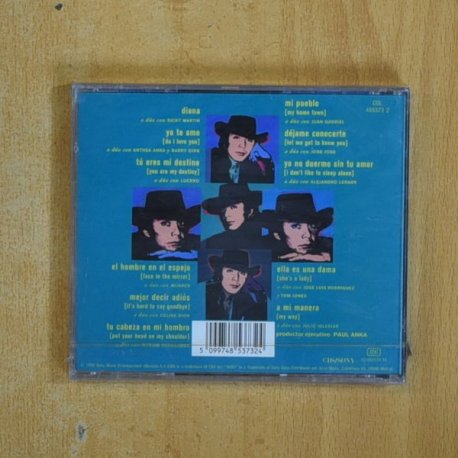 diana
a dúo con RICKY MARTIN
yo te amo
[do i love you]
a dúo con ANTHEA ANKA y BARRY GIBB
tú eres mi destino
[you are my destiny]
a dúo con LUCERO
el hombre en el espejo
[face in the mirror]
a dúo con
mejor decir adiós
[it's hard to say goodbye]
a dúo con CELINE DION
tu cabeza en mi hombro
[put your head on my shoulder]
a dúo con MYRIAM HERNANDEZ
COL
mi pueblo
[my home town]
a dúo con JUAN GABRIEL
déjame conocerte
[let me get to know you]
a dúo con JOSE JOSE
yo no duermo sin tu amor
[i don't like to sleep alone]
a dúo con ALEJANDRO LERNER
ella es una dama
[she's a lady]
a dúo con JOSE LUIS RODRIGUEZ
y TOM JONES
a mi manera
[my way]
a dúo con JULIO IGLESIAS
productor ejecutivo: PAUL ANKA
5 099748 537324